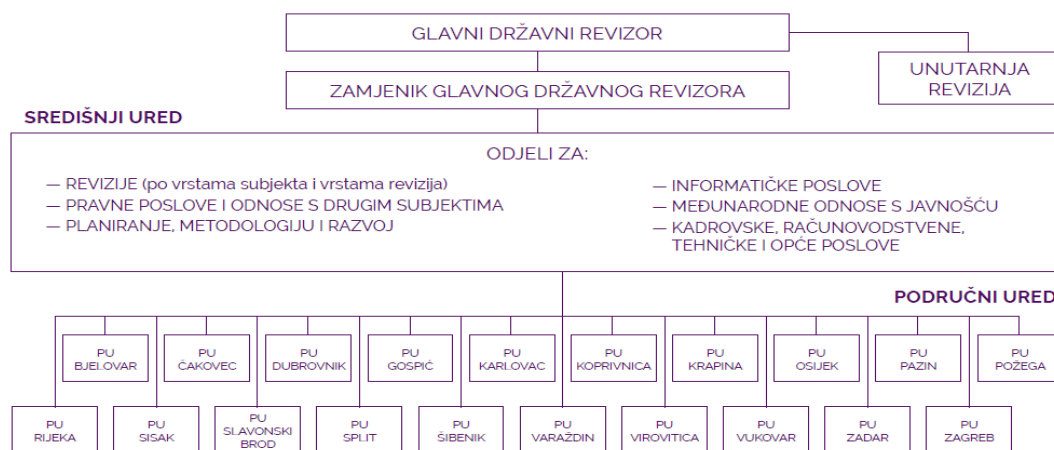 GLAVNI DRŽAVNI REVIZOR
UNUTARNJA
REVIZIJA
ZAMJENIK GLAVNOG DRŽAVNOG REVIZORA
SREDIŠNJI URED
ODJELI ZA:
— REVIZIJE (po vrstama subjekta i vrstama revizija)
— PRAVNE POSLOVE I ODNOSE S DRUGIM SUBJEKTIMA
— PLANIRANJE, METODOLOGIJU I RAZVOJ
— INFORMATIČKE POSLOVE
— MEĐUNARODNE ODNOSE S JAVNOŠĆU
— KADROVSKE, RAČUNOVODSTVENE,
TEHNIČKE I OPĆE POSLOVE
PODRUČNI URED
PU
BJELOVAR
PU
ČAKOVEC
PU
DUBROVNIK
PU
GOSPIĆ
PU
KARLOVAC
PU
KOPRIVNICA
PU
KRAPINA
PU
OSIJEK
PU
PAZIN
PU
POŽEGA
PU
RIJEKA
PU
SISAK
PU
SLAVONSKI
BROD
PU
SPLIT
PU
ŠIBENIK
PU
VARAŽDIN
PU
VIROVITICA
PU
VUKOVAR
PU
ZADAR
PU
ZAGREB